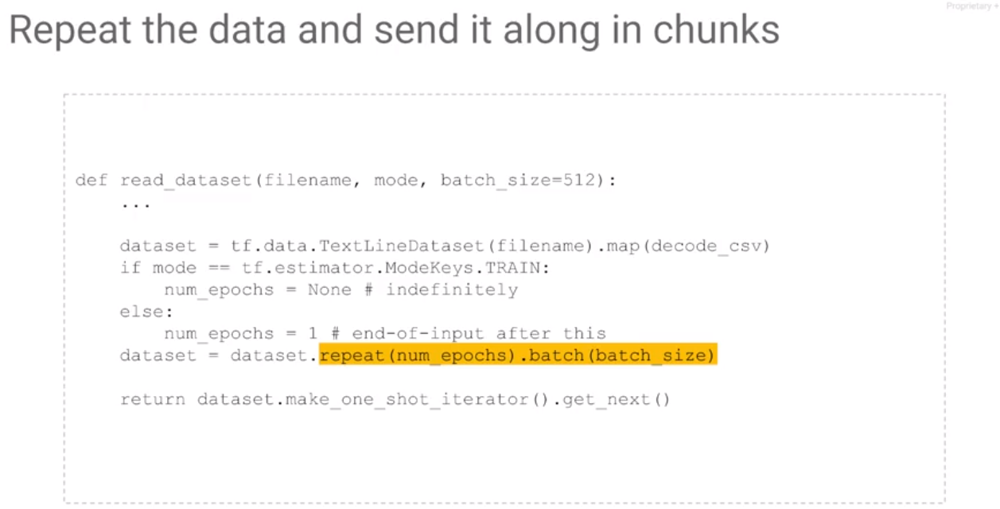 Proprietary +
Repeat the data and send it along in chunks
def read_dataset(filename, mode, batch_size=512):
...
dataset = tf.data.TextLineDataset(filename).map(decode_csv)
if mode == tf.estimator.ModeKeys.TRAIN:
num_epochs = None # indefinitely
else:
num_epochs = 1 # end-of-input after this
dataset = dataset.repeat(num_epochs).batch(batch_size)
return dataset.make_one_shot_iterator().get_next()